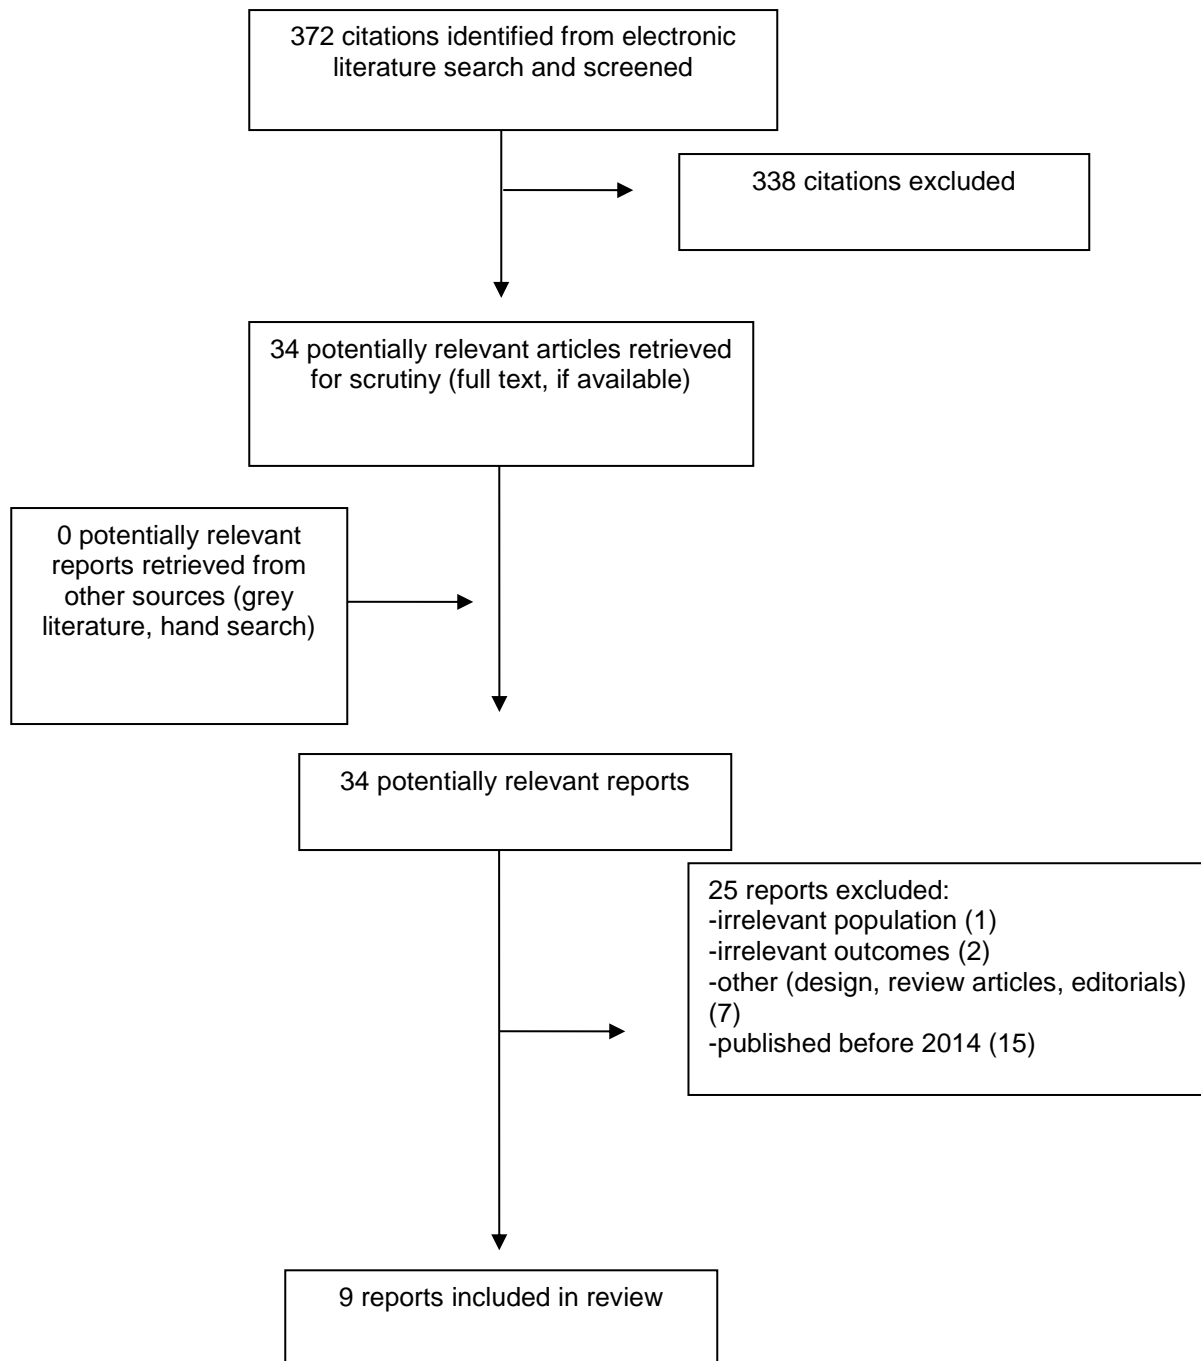 372 citations identified from electronic
literature search and screened
338 citations excluded
34 potentially relevant articles retrieved
for scrutiny (full text, if available)
0 potentially relevant
reports retrieved from
other sources (grey
literature, hand search)
34 potentially relevant reports
25 reports excluded:
-irrelevant population (1)
-irrelevant outcomes (2)
-other (design, review articles, editorials)
(7)
-published before 2014 (15)
9 reports included in review